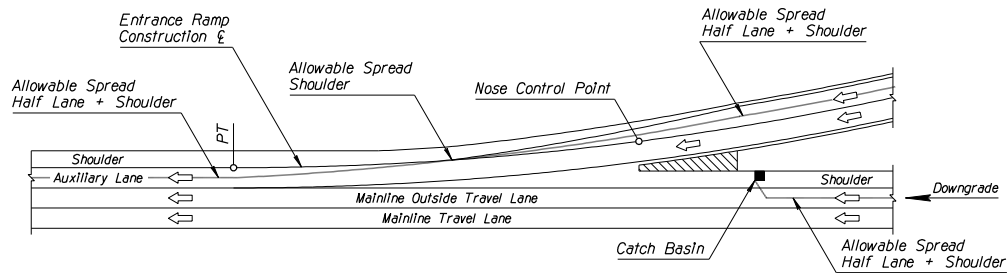 Entrance Ramp
Construction ℄
Allowable Spread
Half Lane + Shoulder
Allowable Spread
Shoulder
Allowable Spread
Half Lane + Shoulder
Nose Control Point
PT
Shoulder
Auxiliary Lane
Mainline Outside Travel Lane
Mainline Travel Lane
Shoulder
Downgrade
Catch Basin
Allowable Spread
Half Lane + Shoulder